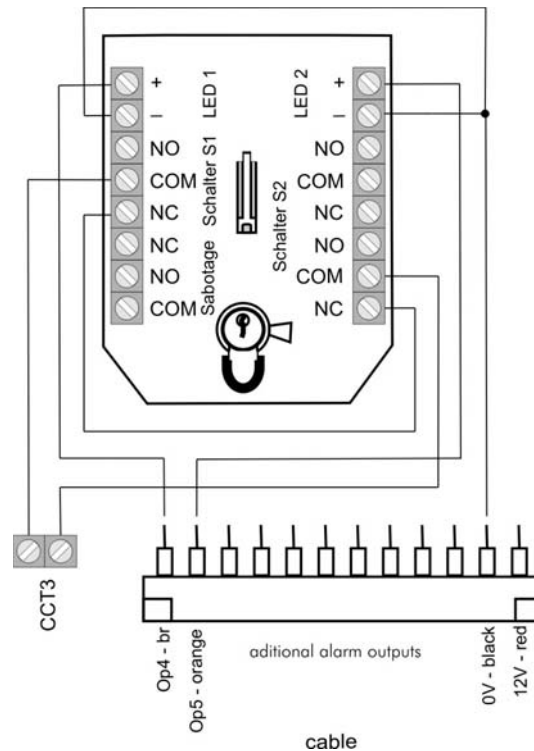 +
–
NO
COM
NC
NC
NO
COM
LED 1
Schalter S1
Sabotage
LED 2
Schalter S2
+
–
NO
COM
NC
NO
COM
NC
CCT3
Op4 - br
Op5 - orange
aditional alarm outputs
0V - black
12V - red
cable